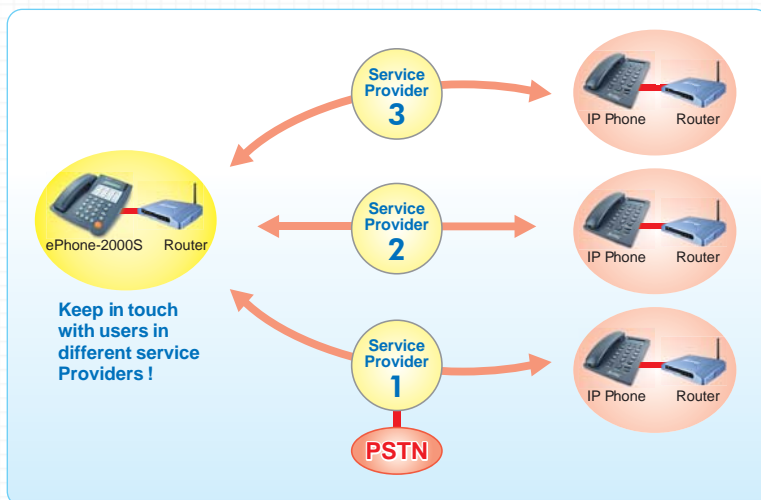 Service
Provider
3
IP Phone Router
ePhone-2000S Router
Service
Provider
2
IP Phone Router
Keep in touch
with users in
different service
Providers !
Service
Provider
1
IP Phone Router
PSTN